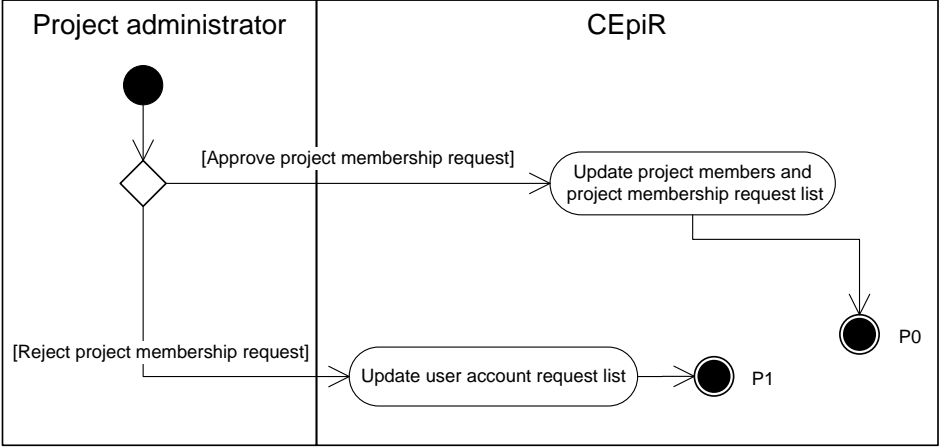 Project administrator
CEpiR
[Approve project membership request]
Update project members and
project membership request list
P0
[Reject project membership request]
Update user account request list
P1